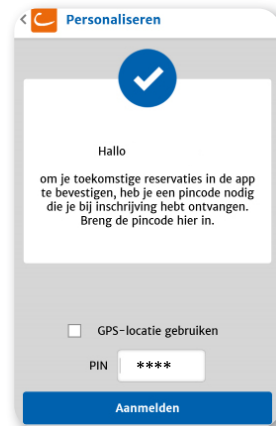 Personaliseren
Hallo
om je toekomstige reservaties in de app
te bevestigen, heb je een pincode nodig
die je bij inschrijving hebt ontvangen.
Breng de pincode hier in.
GPS-locatie gebruiken
PIN ****
Aanmelden